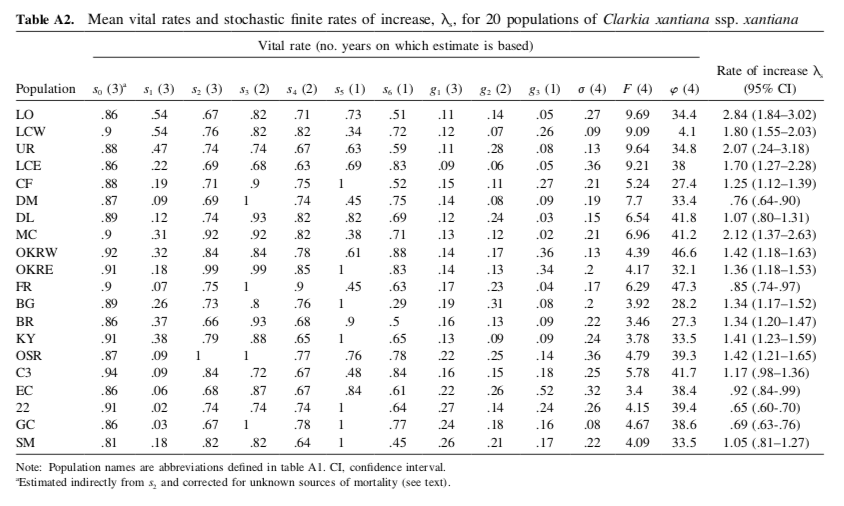 Table A2. Mean vital rates and stochastic finite rates of increase, λs, for 20 populations of Clarkia xantiana ssp. xantiana
Vital rate (no. years on which estimate is based)
Rate of increase λs
Population s0 (3)a s1 (3) s2 (3) s3 (2) s4 (2) s5 (1) s6 (1) g1 (3) g2 (2) g3 (1) σ (4) F (4) φ (4) (95% CI)
LO .86 .54 .67 .82 .71 .73 .51 .11 .14 .05 .27 9.69 34.4 2.84 (1.84–3.02)
LCW .9 .54 .76 .82 .82 .34 .72 .12 .07 .26 .09 9.09 4.1 1.80 (1.55–2.03)
UR .88 .47 .74 .74 .67 .63 .59 .11 .28 .08 .13 9.64 34.8 2.07 (.24–3.18)
LCE .86 .22 .69 .68 .63 .69 .83 .09 .06 .05 .36 9.21 38 1.70 (1.27–2.28)
CF .88 .19 .71 .9 .75 1 .52 .15 .11 .27 .21 5.24 27.4 1.25 (1.12–1.39)
DM .87 .09 .69 1 .74 .45 .75 .14 .08 .09 .19 7.7 33.4 .76 (.64-.90)
DL .89 .12 .74 .93 .82 .82 .69 .12 .24 .03 .15 6.54 41.8 1.07 (.80–1.31)
MC .9 .31 .92 .92 .82 .38 .71 .13 .12 .02 .21 6.96 41.2 2.12 (1.37–2.63)
OKRW .92 .32 .84 .84 .78 .61 .88 .14 .17 .36 .13 4.39 46.6 1.42 (1.18–1.63)
OKRE .91 .18 .99 .99 .85 1 .83 .14 .13 .34 .2 4.17 32.1 1.36 (1.18–1.53)
FR .9 .07 .75 1 .9 .45 .63 .17 .23 .04 .17 6.29 47.3 .85 (.74-.97)
BG .89 .26 .73 .8 .76 1 .29 .19 .31 .08 .2 3.92 28.2 1.34 (1.17–1.52)
BR .86 .37 .66 .93 .68 .9 .5 .16 .13 .09 .22 3.46 27.3 1.34 (1.20–1.47)
KY .91 .38 .79 .88 .65 1 .65 .13 .09 .09 .24 3.78 33.5 1.41 (1.23–1.59)
OSR .87 .09 1 1 .77 .76 .78 .22 .25 .14 .36 4.79 39.3 1.42 (1.21–1.65)
C3 .94 .09 .84 .72 .67 .48 .84 .16 .15 .18 .25 5.78 41.7 1.17 (.98–1.36)
EC .86 .06 .68 .87 .67 .84 .61 .22 .26 .52 .32 3.4 38.4 .92 (.84-.99)
22 .91 .02 .74 .74 .74 1 .64 .27 .14 .24 .26 4.15 39.4 .65 (.60-.70)
GC .86 .03 .67 1 .78 1 .77 .24 .18 .16 .08 4.67 38.6 .69 (.63-.76)
SM .81 .18 .82 .82 .64 1 .45 .26 .21 .17 .22 4.09 33.5 1.05 (.81–1.27)
Note: Population names are abbreviations defined in table A1. CI, confidence interval.
aEstimated indirectly from s2 and corrected for unknown sources of mortality (see text).